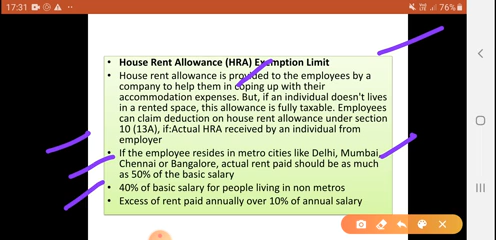 17:31
76%
House Rent Allowance (HRA) Exemption Limit
House rent allowance is provided to the employees by a
company to help them in coping up with their
accommodation expenses. But, if an individual doesn't lives
in a rented space, this allowance is fully taxable. Employees
can claim deduction on house rent allowance under section
10 (13A), if:Actual HRA received by an individual from
employer
If the employee resides in metro cities like Delhi, Mumbai,
Chennai or Bangalore, actual rent paid should be as much
as 50% of the basic salary
40% of basic salary for people living in non metros
Excess of rent paid annually over 10% of annual salary